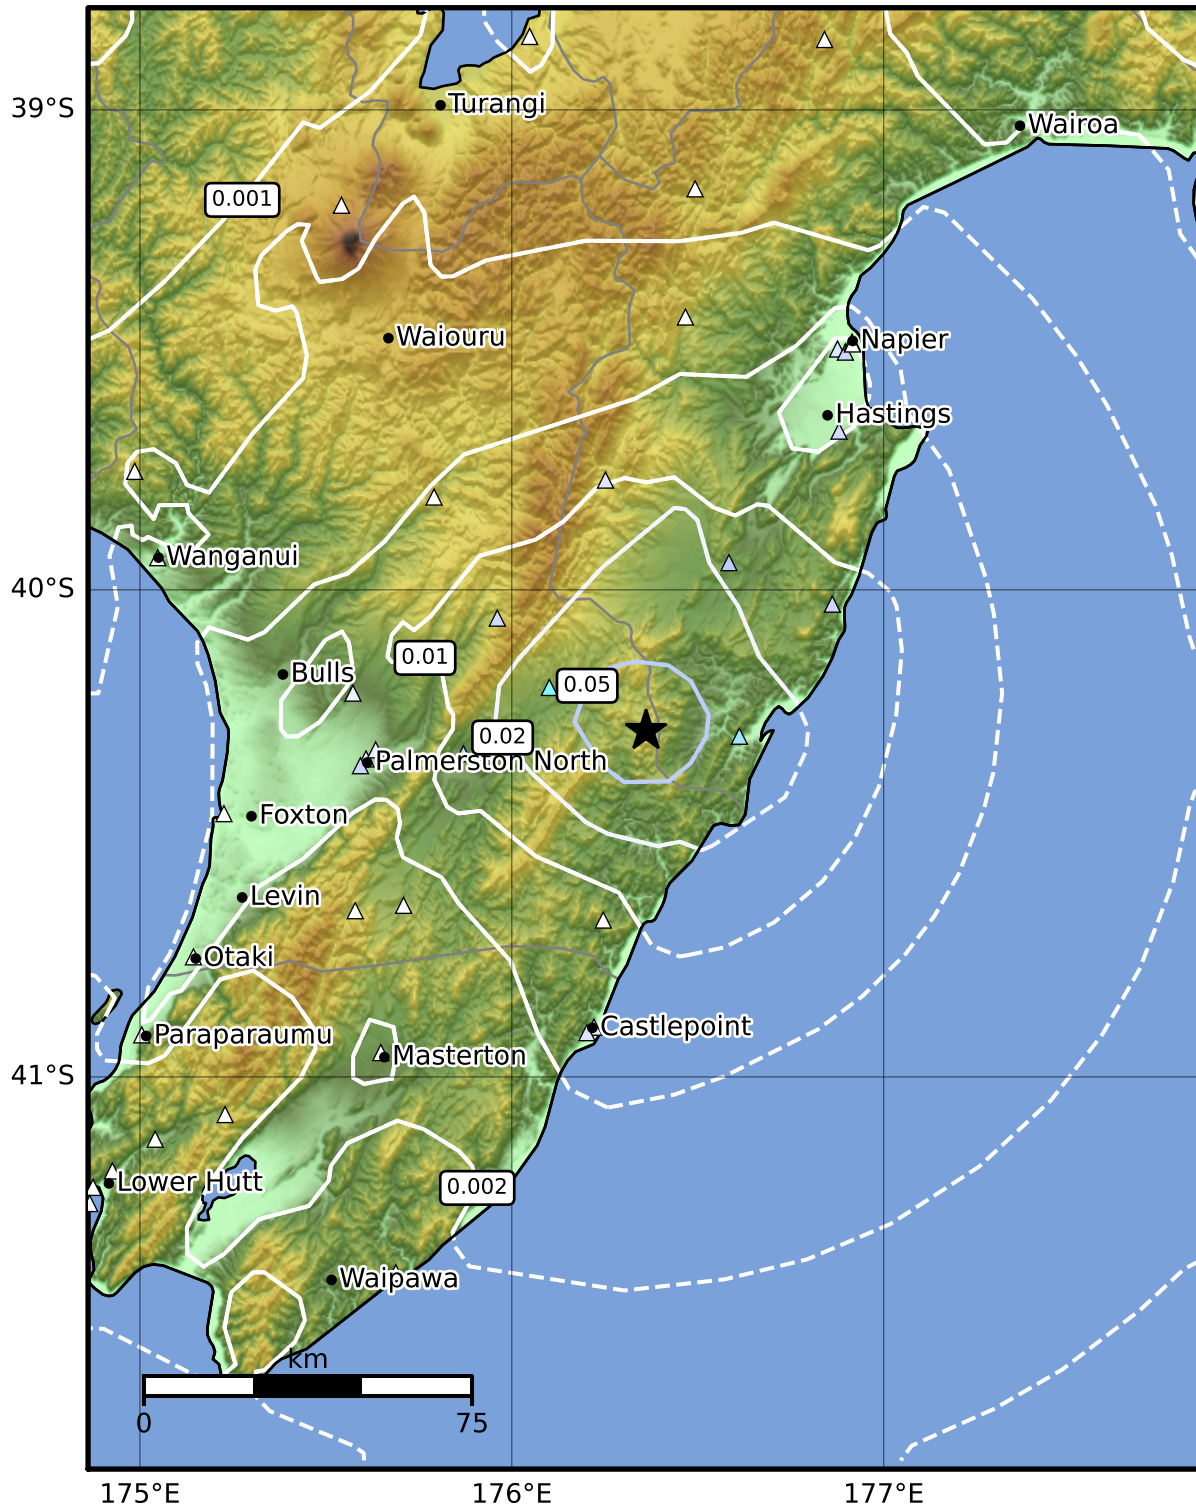 39°S
Turangi
Wairoa
0.001
Waiouru
Napier
Hastings
Wanganui
40°S
0.01
Bulls
0.05
0.02
Palmerston North
Foxton
Levin
Otaki
Castlepoint
Paraparaumu
Masterton
41°S
Lower Hutt
0.002
Waipawa
km
0
75
175°E
176°E
177°E